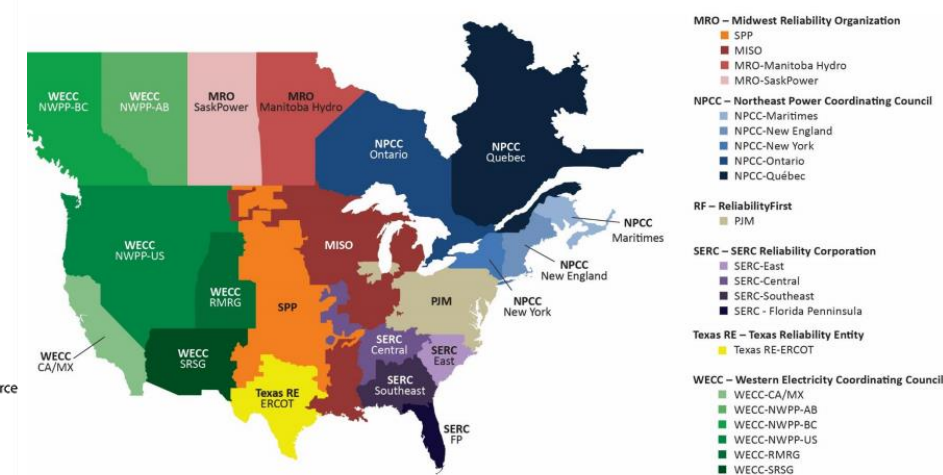 WECC
NWPP-BC
WECC
NWPP-AB
MRO
SaskPower
MRO
Manitoba Hydro
NPCC
Ontario
NPCC
Quebec
NPCC
Maritimes
NPCC
New England
NPCC
New York
WECC
NWPP-US
MISO
WECC
RMRG
SPP
PJM
WECC
CA/MX
WECC
SRSG
SERC
Central
SERC
East
SERC
Southeast
Texas RE
ERCOT
SERC
FP
rce
MRO – Midwest Reliability Organization
SPP
MISO
MRO-Manitoba Hydro
MRO-SaskPower
NPCC – Northeast Power Coordinating Council
NPCC-Maritimes
NPCC-New England
NPCC-New York
NPCC-Ontario
NPCC-Québec
RF – ReliabilityFirst
PJM
SERC – SERC Reliability Corporation
SERC-East
SERC-Central
SERC-Southeast
SERC - Florida Penninsula
Texas RE – Texas Reliability Entity
Texas RE-ERCOT
WECC – Western Electricity Coordinating Council
WECC-CA/MX
WECC-NWPP-AB
WECC-NWPP-BC
WECC-NWPP-US
WECC-RMRG
WECC-SRSG